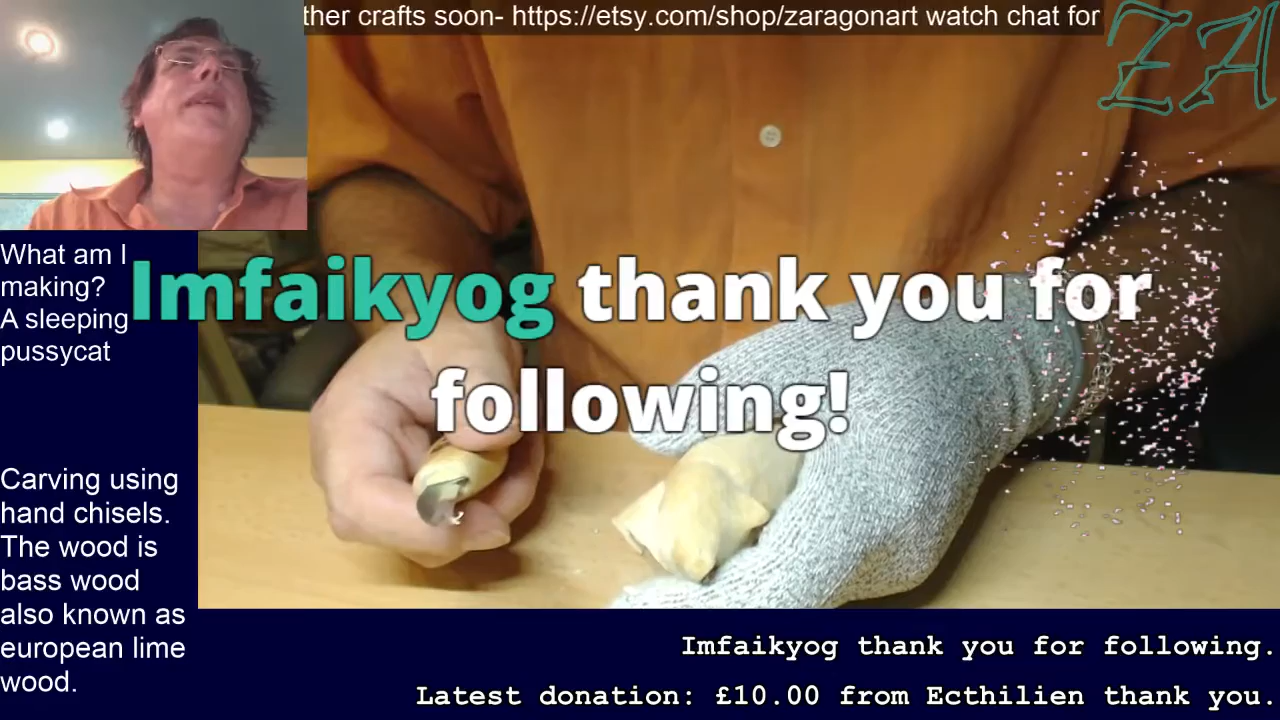 ther crafts soon- https://etsy.com/shop/zaragonart watch chat for
ZA
What am I
making?
A sleeping
pussycat
Imfaikyog thank you for
following!
Carving using
hand chisels.
The wood is
bass wood
also known as
european lime
wood.
Imfaikyog thank you for following.
Latest donation: £10.00 from Ecthilien thank you.